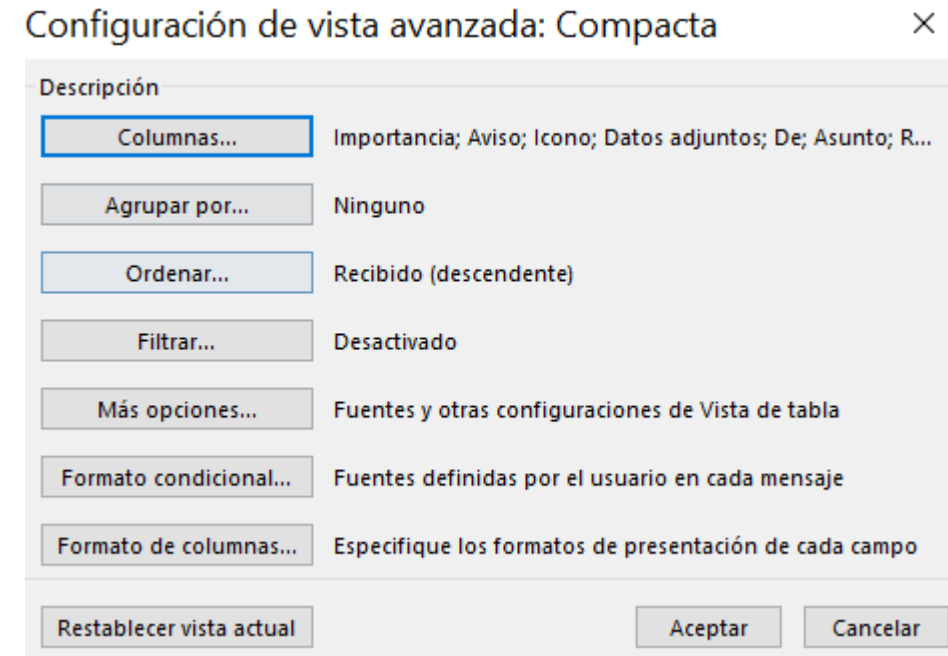 Configuración de vista avanzada: Compacta
Descripción
Columnas... Importancia; Aviso; Icono; Datos adjuntos; De; Asunto; R...
Agrupar por... Ninguno
Ordenar... Recibido (descendente)
Filtrar... Desactivado
Más opciones... Fuentes y otras configuraciones de Vista de tabla
Formato condicional... Fuentes definidas por el usuario en cada mensaje
Formato de columnas... Especifique los formatos de presentación de cada campo
Restablecer vista actual Aceptar Cancelar